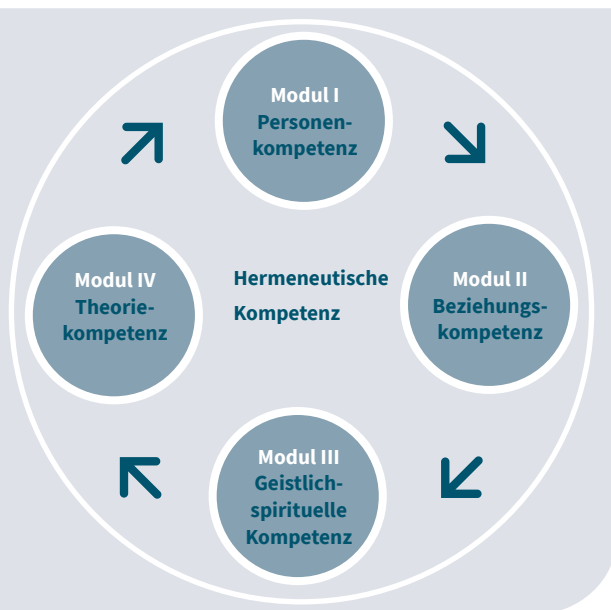 Modul I
Personen-
kompetenz
Modul IV
Theorie-
kompetenz
Hermeneutische
Kompetenz
Modul II
Beziehungs-
kompetenz
Modul III
Geistlich-
spirituelle
Kompetenz